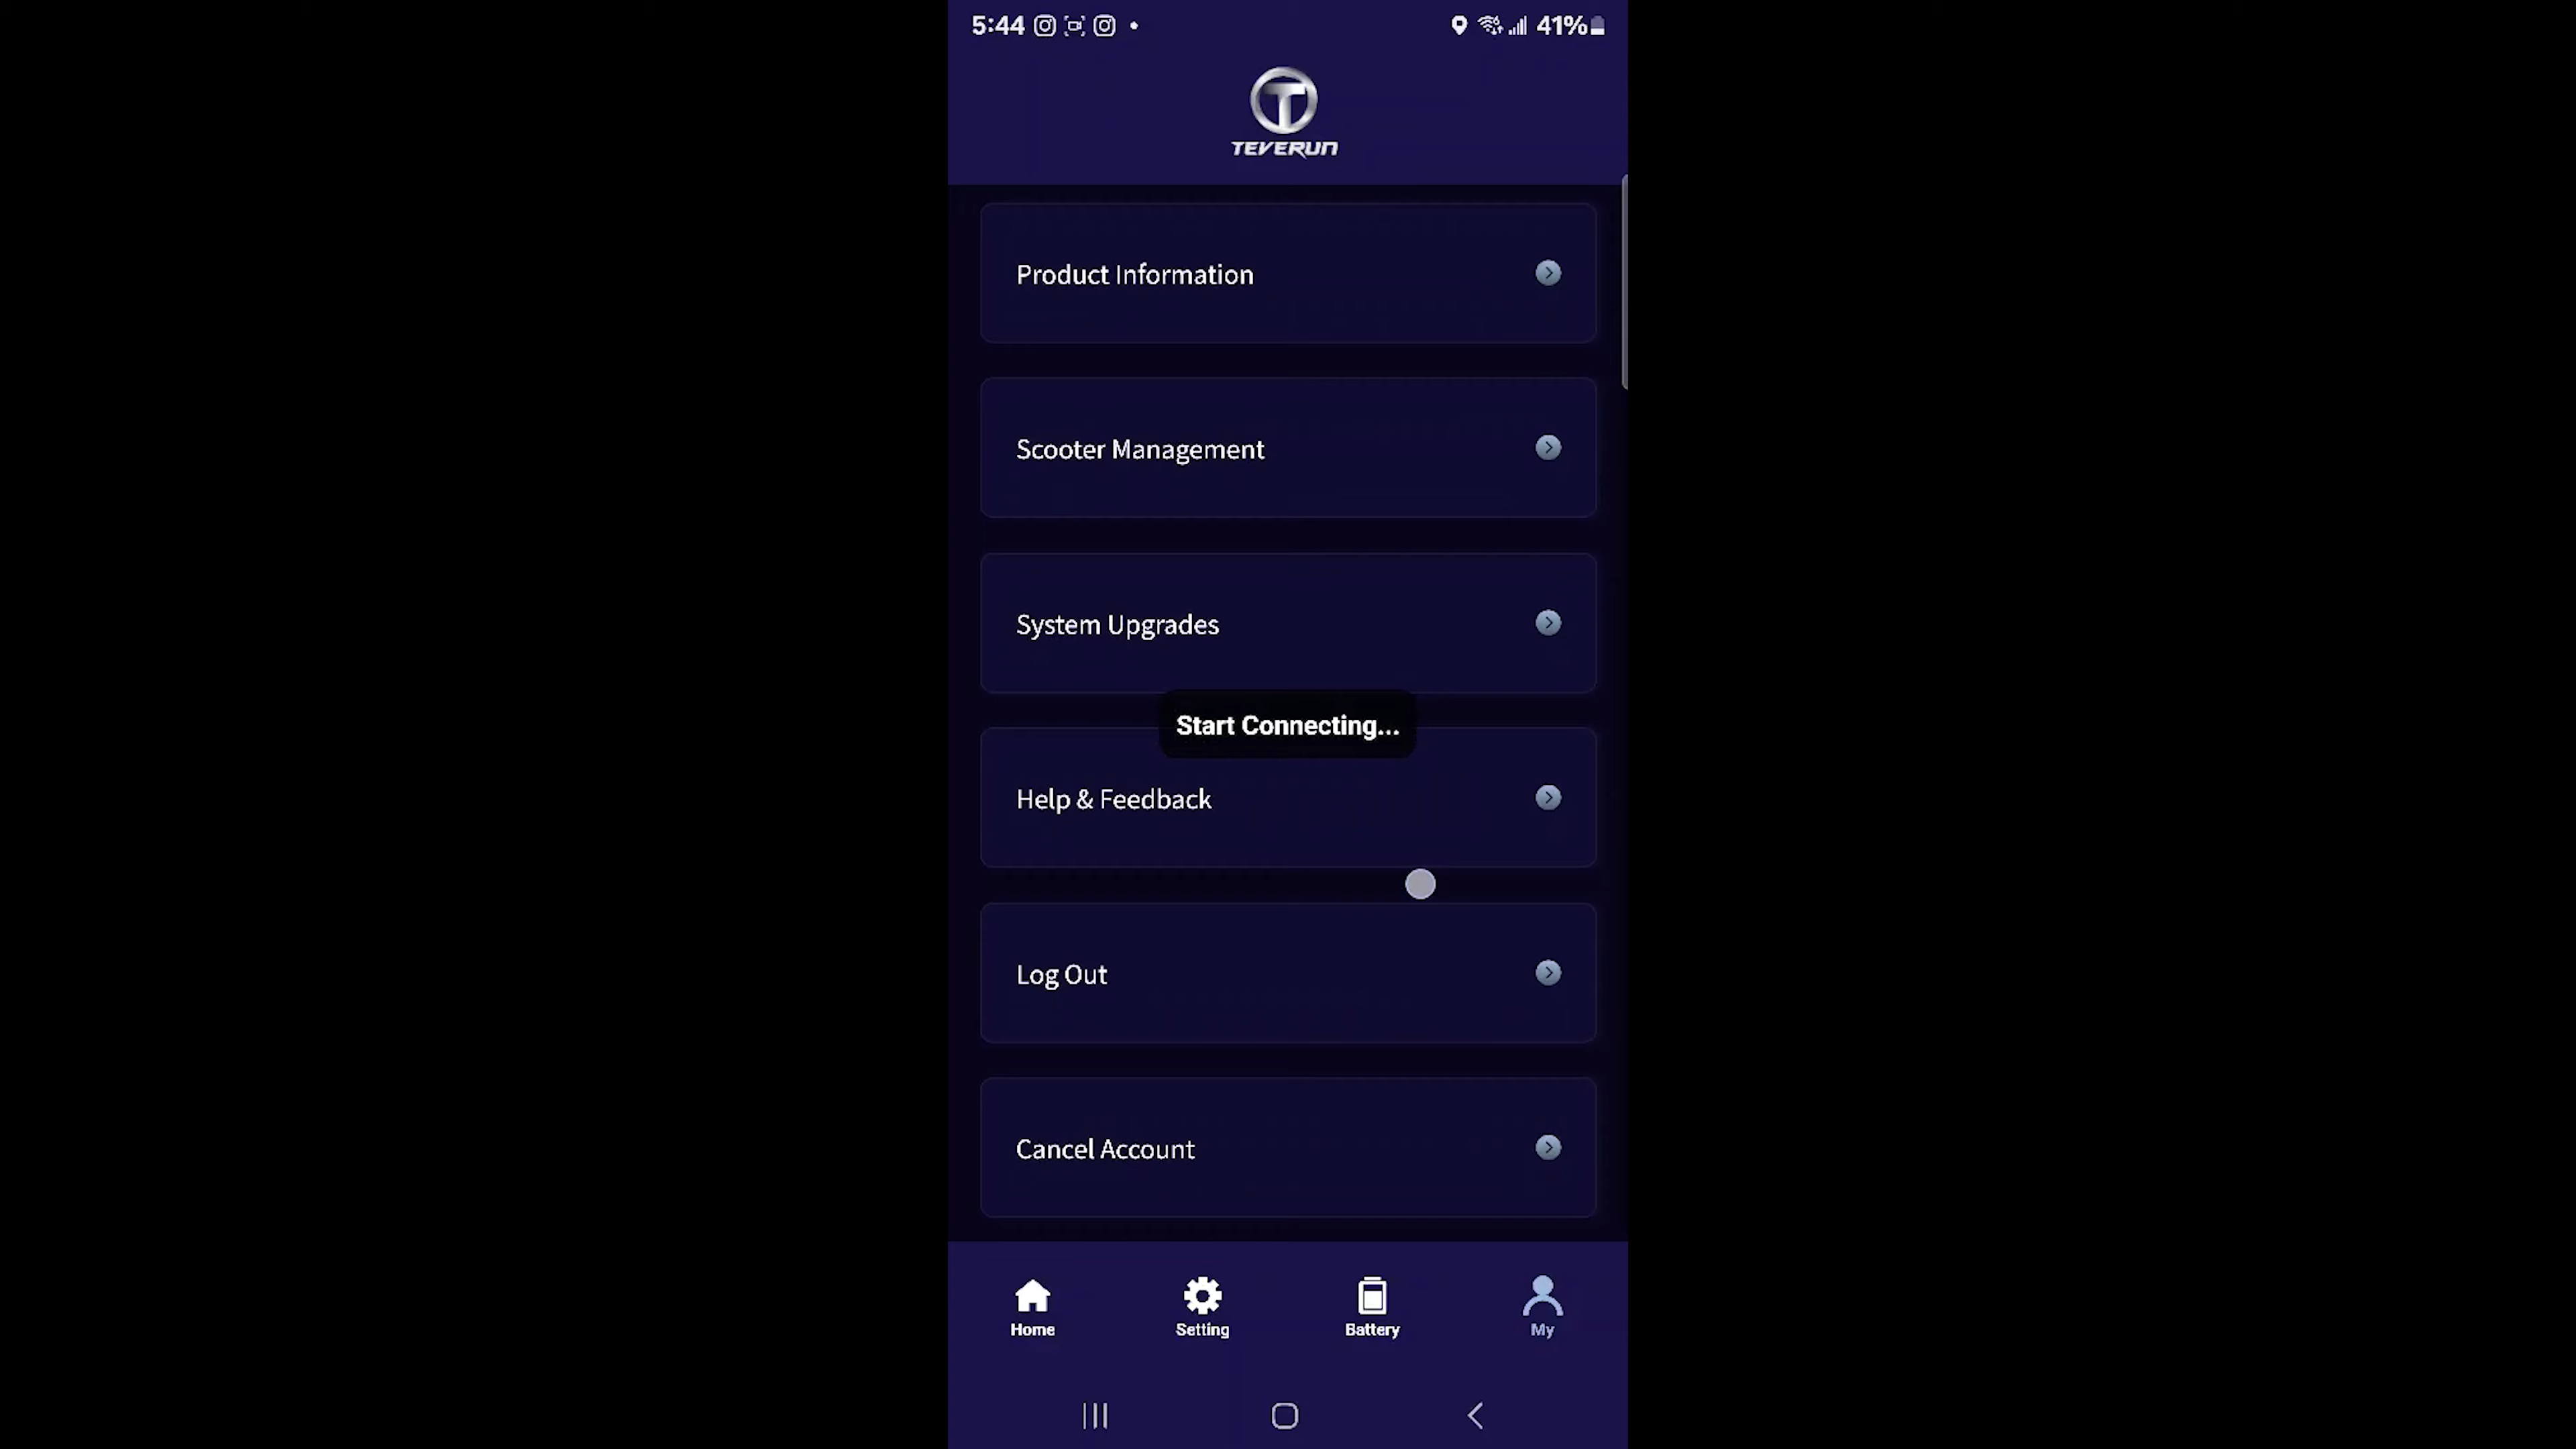 5:44
41%
TEVERUN
Product Information
Scooter Management
System Upgrades
Start Connecting...
Help & Feedback
Log Out
Cancel Account
Home Setting Battery My